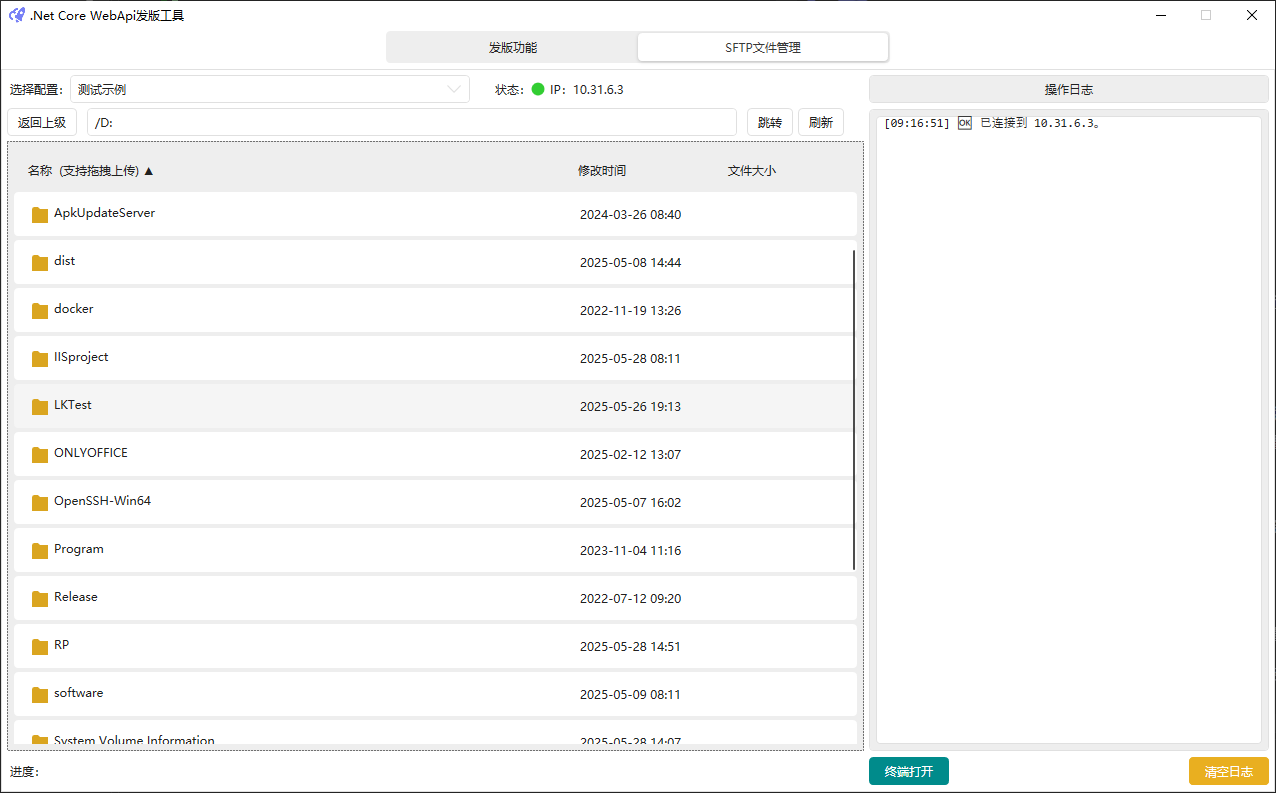 .Net Core WebApi发版工具
发版功能 SFTP文件管理
选择配置： 测试示例 状态： IP： 10.31.6.3 操作日志
返回上级 /D: 跳转 刷新
[09:16:51] OK 已连接到 10.31.6.3。
名称（支持拖拽上传）▲ 修改时间 文件大小
ApkUpdateServer 2024-03-26 08:40
dist 2025-05-08 14:44
docker 2022-11-19 13:26
IISproject 2025-05-28 08:11
LKTest 2025-05-26 19:13
ONLYOFFICE 2025-02-12 13:07
OpenSSH-Win64 2025-05-07 16:02
Program 2023-11-04 11:16
Release 2022-07-12 09:20
RP 2025-05-28 14:51
software 2025-05-09 08:11
System Volume Information 2025-05-28 14:07
进度： 终端打开 清空日志